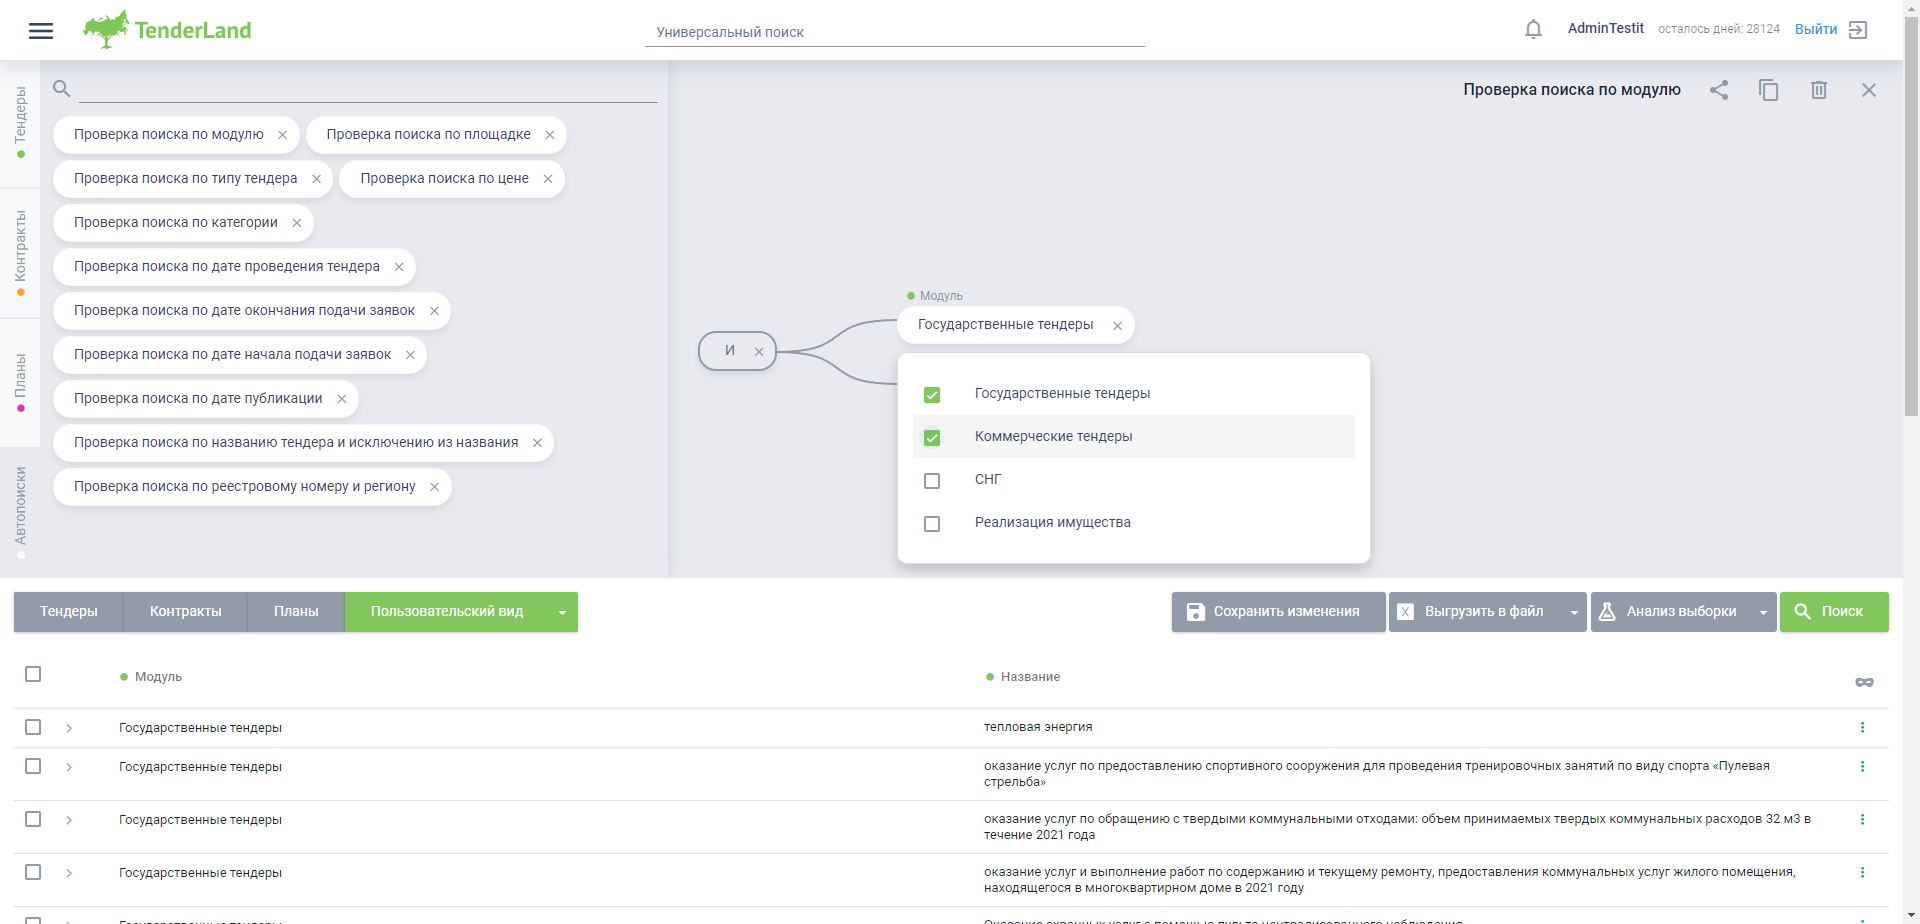 TenderLand
Универсальный поиск
AdminTestit
осталось дней: 28124
Выйти
Тендеры
Контракты
Планы
Автопоиски
Проверка поиска по модулю
Проверка поиска по площадке
Проверка поиска по типу тендера
Проверка поиска по цене
Проверка поиска по категории
Проверка поиска по дате проведения тендера
Проверка поиска по дате окончания подачи заявок
Проверка поиска по дате начала подачи заявок
Проверка поиска по дате публикации
Проверка поиска по названию тендера и исключению из названия
Проверка поиска по реестровому номеру и региону
Проверка поиска по модулю
И
Модуль
Государственные тендеры
Государственные тендеры
Коммерческие тендеры
СНГ
Реализация имущества
Тендеры
Контракты
Планы
Пользовательский вид
Сохранить изменения
X
Выгрузить в файл
Анализ выборки
Поиск
Модуль
Название
Государственные тендеры
тепловая энергия
Государственные тендеры
оказание услуг по предоставлению спортивного сооружения для проведения тренировочных занятий по виду спорта «Пулевая
стрельба»
Государственные тендеры
оказание услуг по обращению с твердыми коммунальными отходами: объем принимаемых твердых коммунальных расходов 32 м3 в
течение 2021 года
Государственные тендеры
оказание услуг и выполнение работ по содержанию и текущему ремонту, предоставления коммунальных услуг жилого помещения,
находящегося в многоквартирном доме в 2021 году